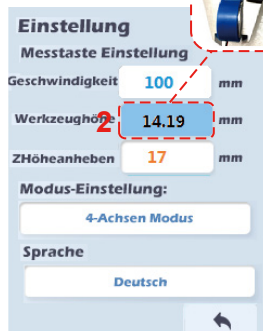 Einstellung
Messtaste Einstellung
Geschwindigkeit 100 mm
Werkzeughöhe 2 14.19 mm
ZHöheanheben 17 mm
Modus-Einstellung:
4-Achsen Modus
Sprache
Deutsch